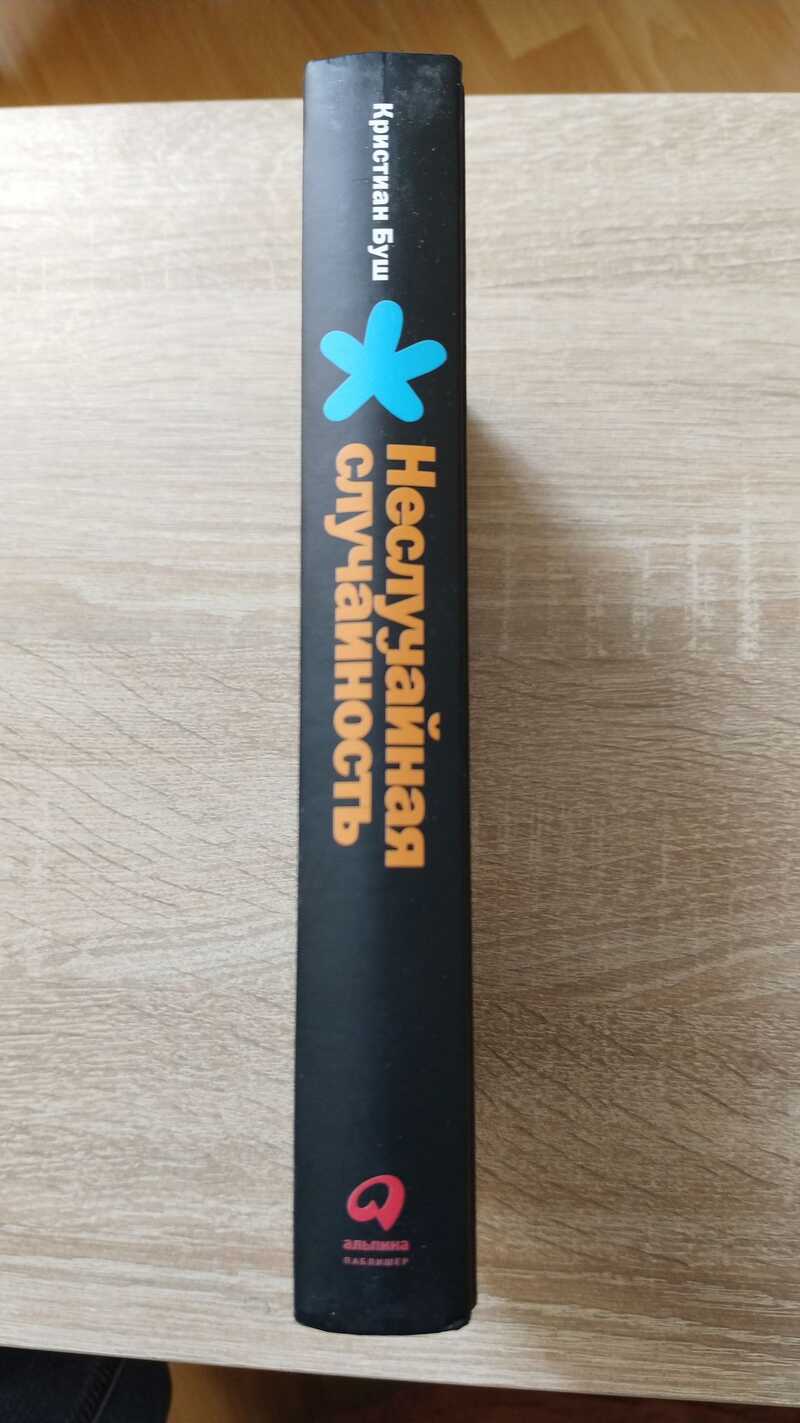 Кристиан Буш
Неслучайная
случайность
альпина
ПАБЛИШЕР